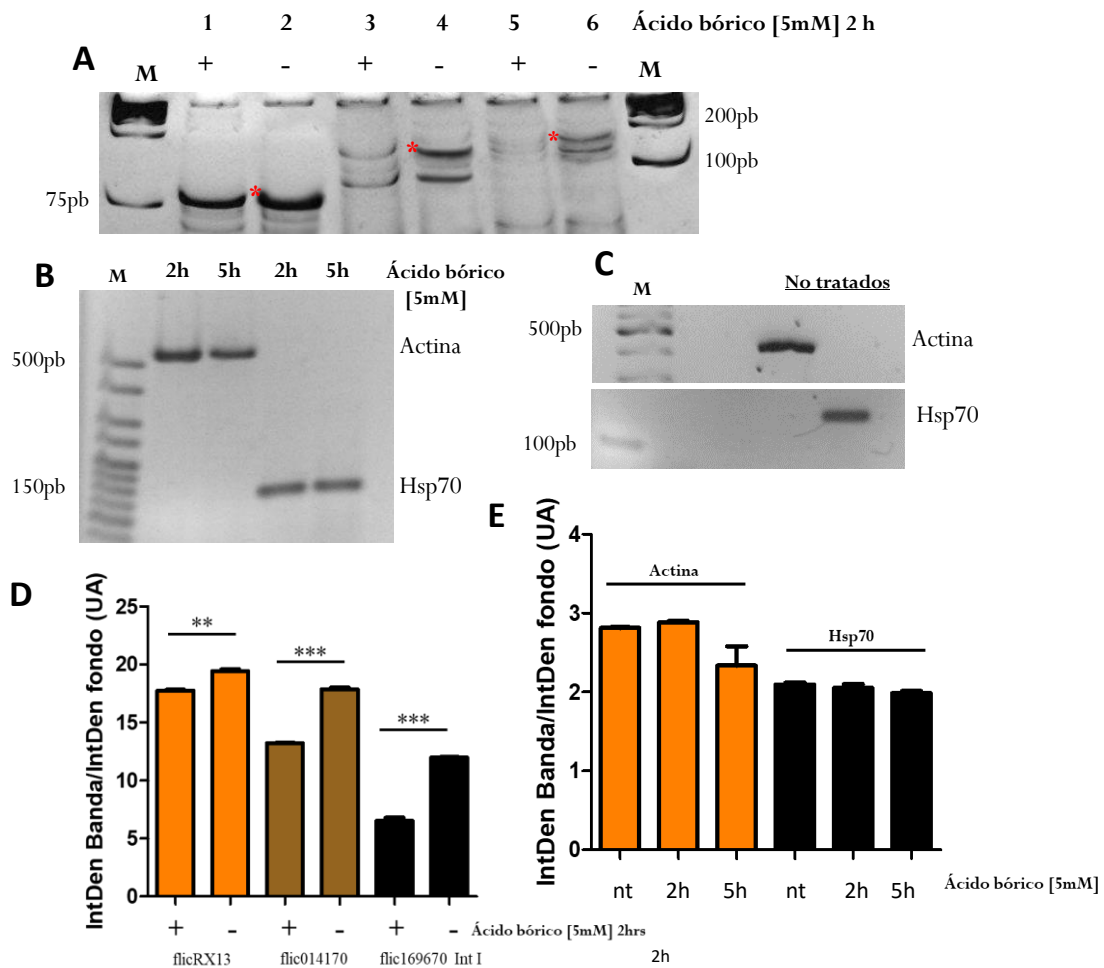 1 2 3 4 5 6 Ácido bórico [5mM] 2 h
A
M + - + - + - M
200pb
* * *
100pb
75pb
B
M 2h 5h 2h 5h Ácido bórico
[5mM]
500pb
Actina
150pb
Hsp70
C
M No tratados
500pb
Actina
Hsp70
100pb
D
IntDen Banda/IntDen fondo (UA)
25
20
15
10
5
0
** *** ***
+ - + - + - Ácido bórico [5mM] 2hrs
flicRX13 flic014170 flic169670 Int I
E
IntDen Banda/IntDen fondo (UA)
4
3
2
1
0
Actina
Hsp70
nt 2h 5h nt 2h 5h Ácido bórico [5mM]
2h